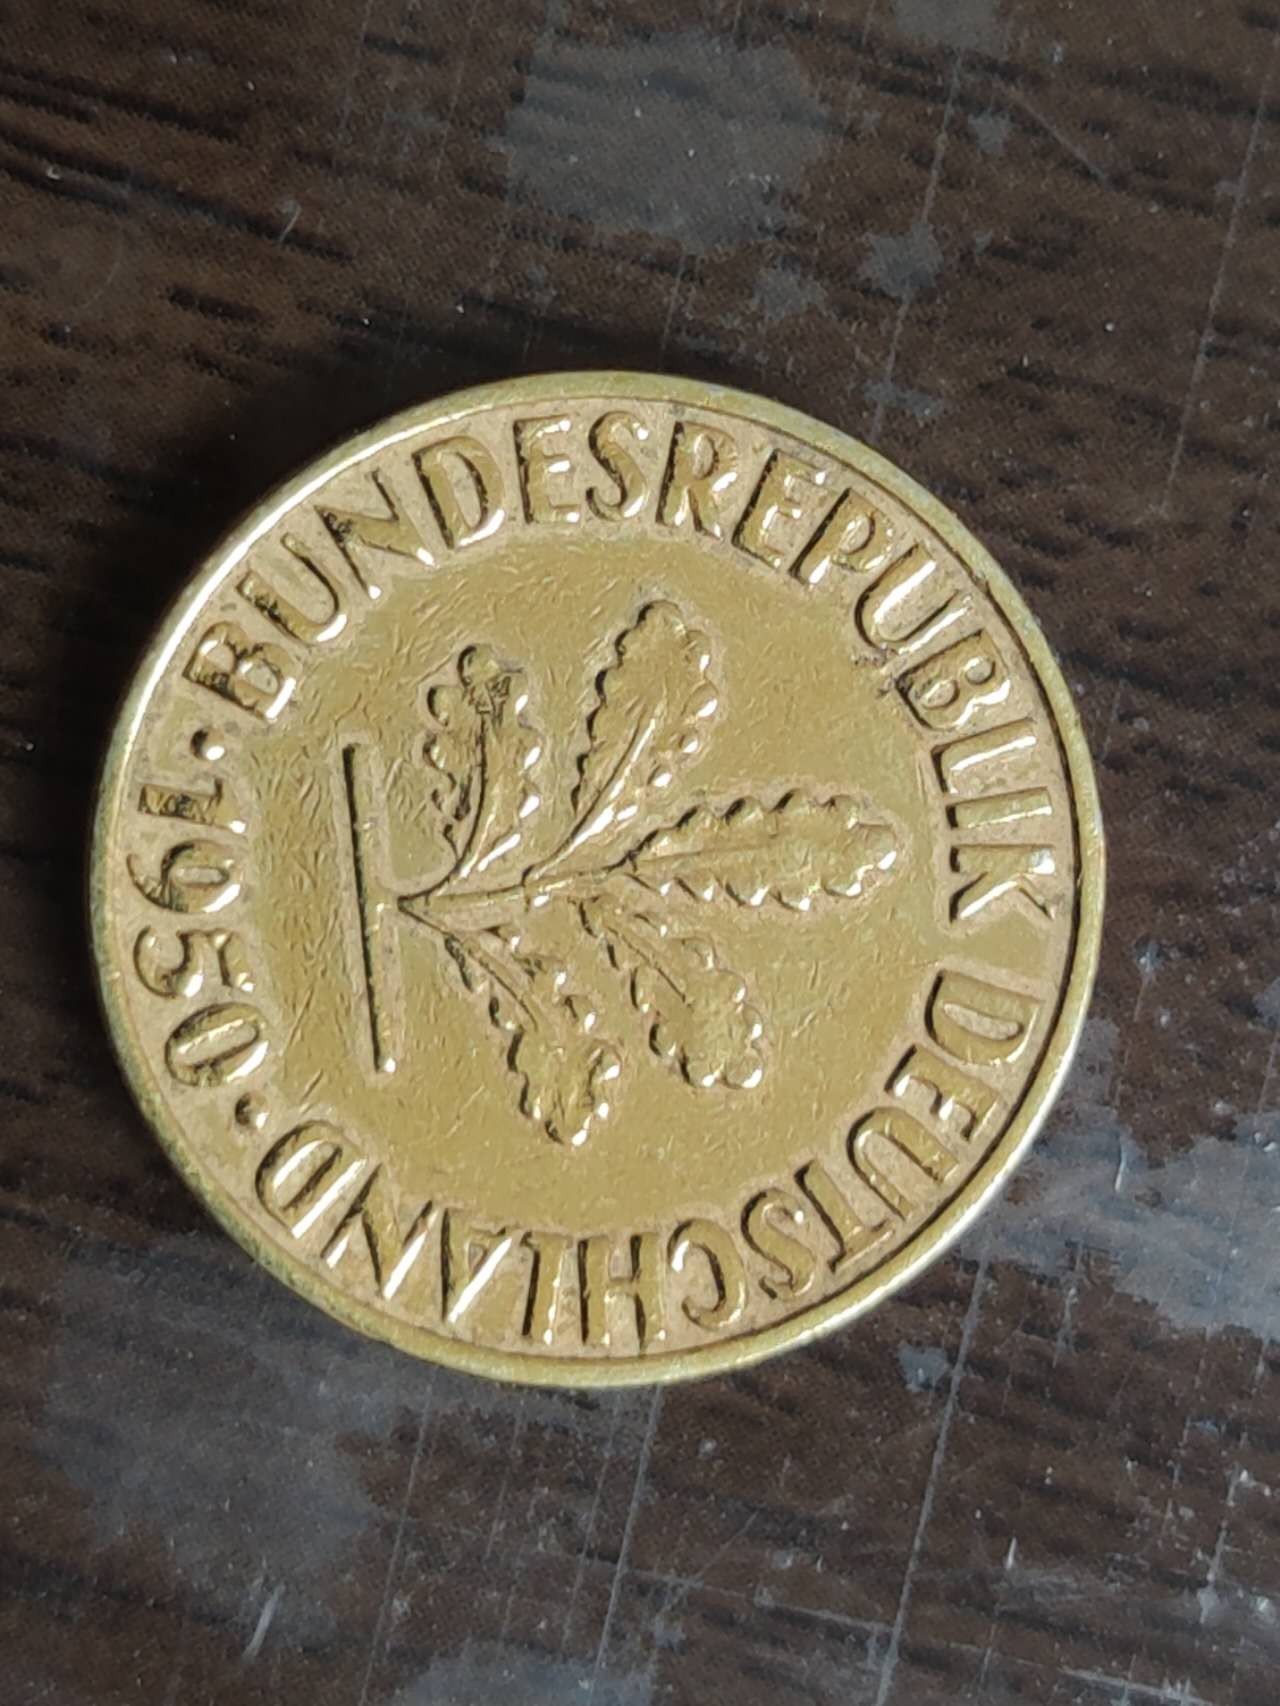 BUNDESREPUBLIK DEUTSCHLAND
· 1950 ·